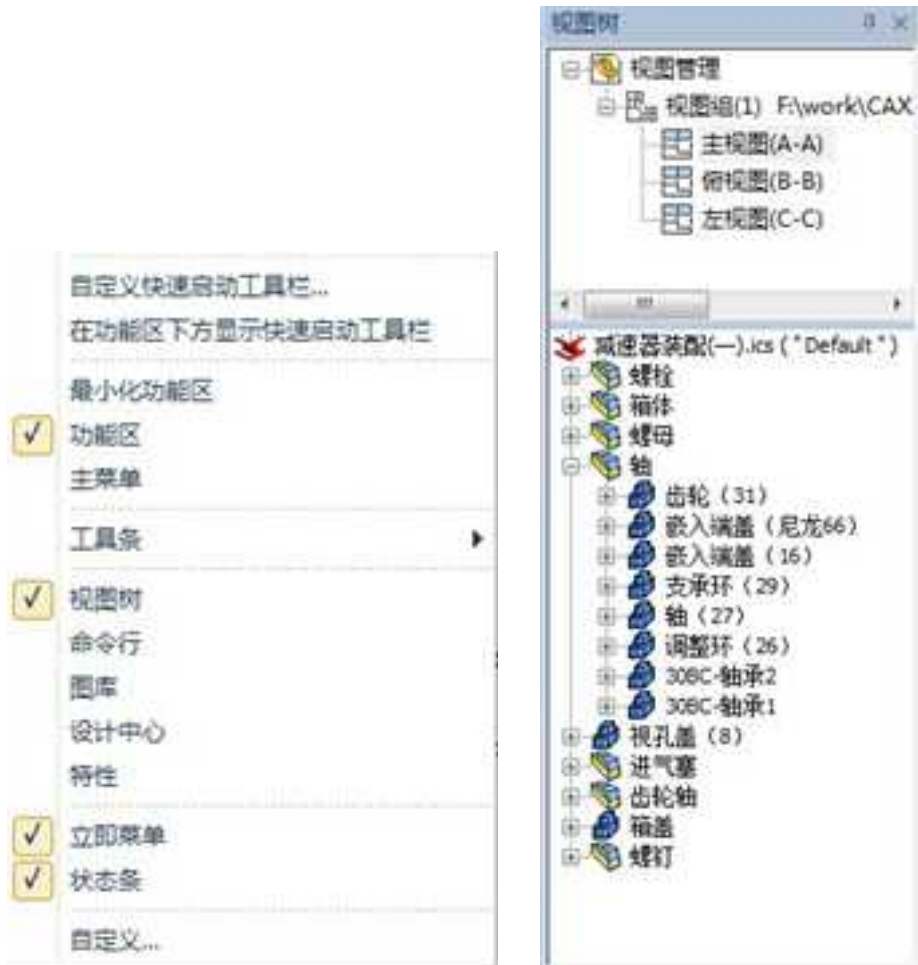 自定义快速启动工具栏...
在功能区下方显示快速启动工具栏
最小化功能区
功能区
主菜单
工具条
视图树
命令行
图库
设计中心
特性
立即菜单
状态条
自定义...
视图树
视图管理
视图组(1) F:\work\CAX
主视图(A-A)
俯视图(B-B)
左视图(C-C)
减速器装配(一).ics ( *Default* )
螺栓
箱体
螺母
轴
齿轮（31）
嵌入端盖（尼龙66）
嵌入端盖（16）
支承环（29）
轴（27）
调整环（26）
308C-轴承2
308C-轴承1
视孔盖（8）
进气塞
齿轮轴
箱盖
螺钉